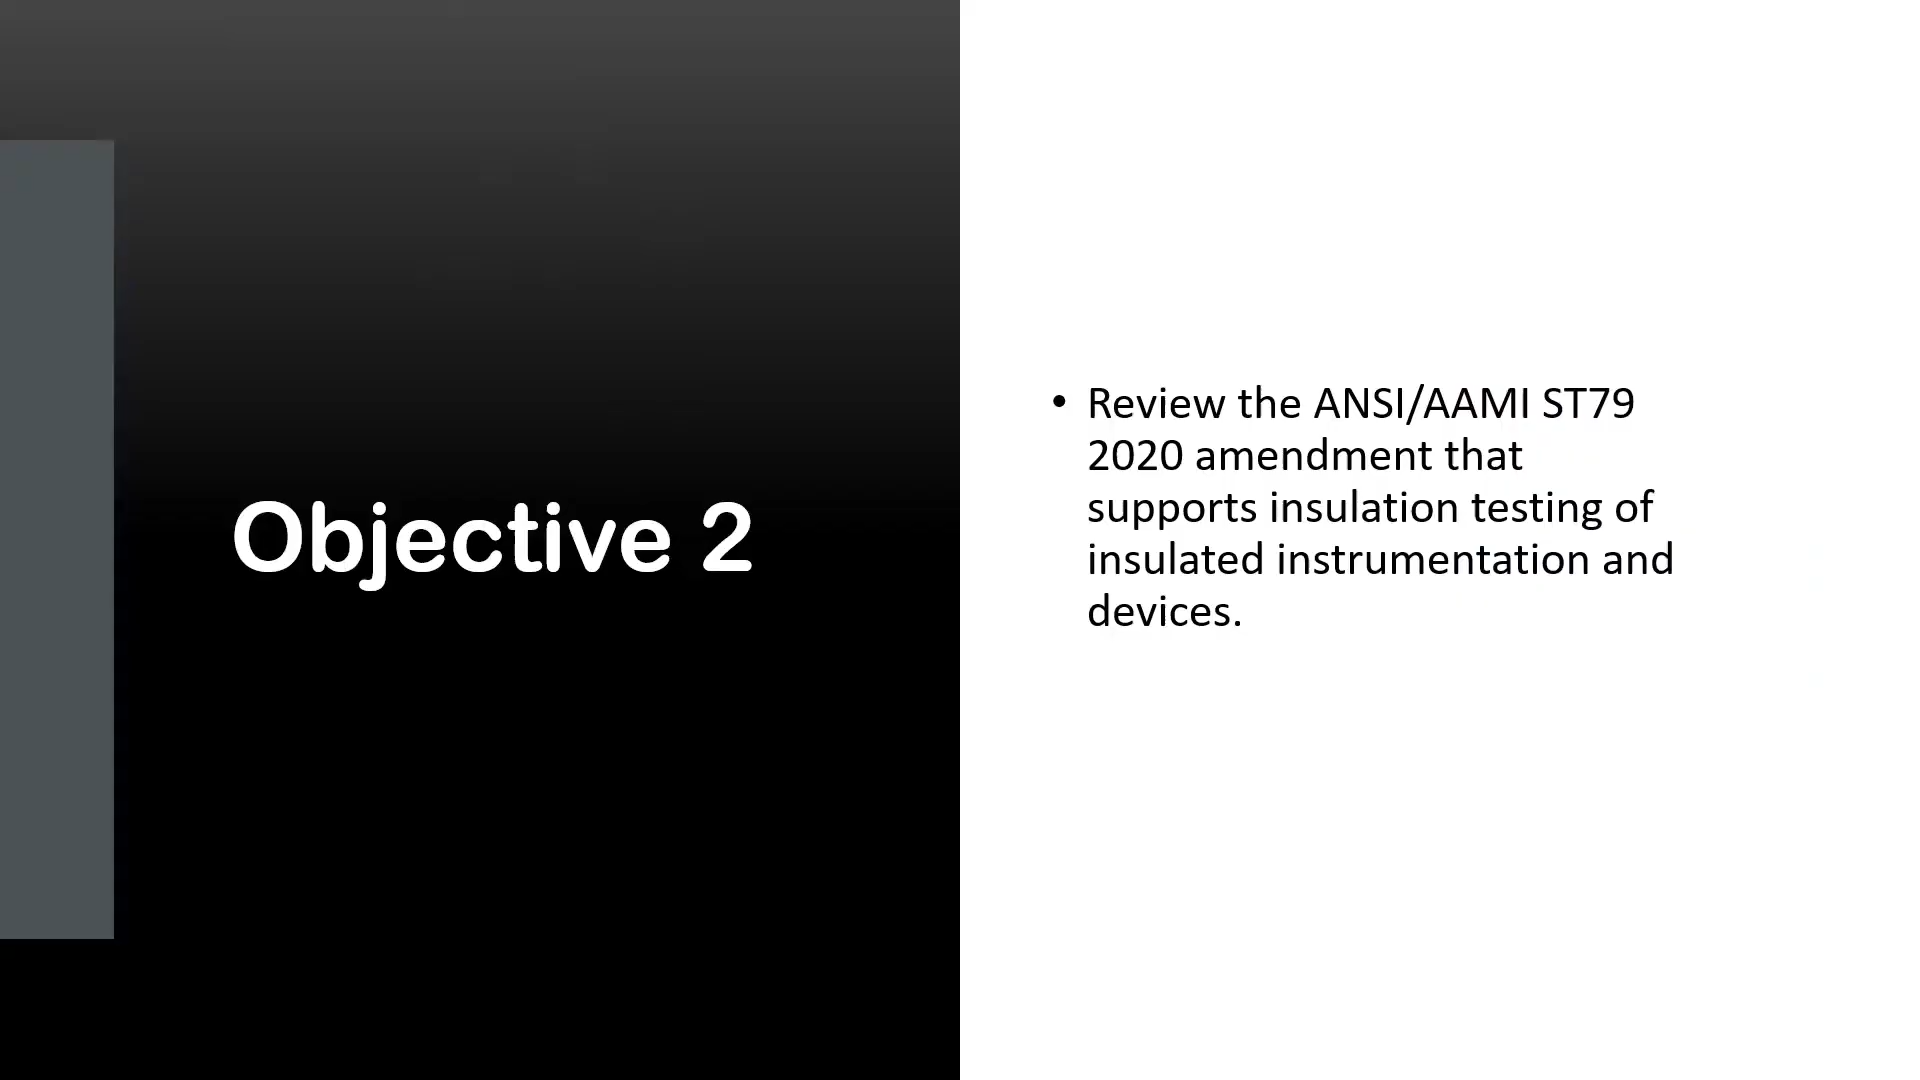 Objective 2
• Review the ANSI/AAMI ST79
2020 amendment that
supports insulation testing of
insulated instrumentation and
devices.